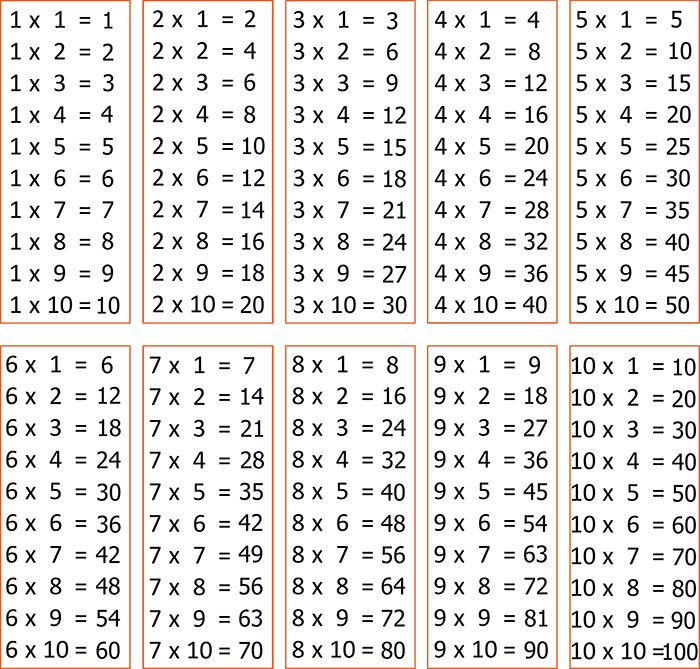 1 x 1 = 1
1 x 2 = 2
1 x 3 = 3
1 x 4 = 4
1 x 5 = 5
1 x 6 = 6
1 x 7 = 7
1 x 8 = 8
1 x 9 = 9
1 x 10 = 10
2 x 1 = 2
2 x 2 = 4
2 x 3 = 6
2 x 4 = 8
2 x 5 = 10
2 x 6 = 12
2 x 7 = 14
2 x 8 = 16
2 x 9 = 18
2 x 10 = 20
3 x 1 = 3
3 x 2 = 6
3 x 3 = 9
3 x 4 = 12
3 x 5 = 15
3 x 6 = 18
3 x 7 = 21
3 x 8 = 24
3 x 9 = 27
3 x 10 = 30
4 x 1 = 4
4 x 2 = 8
4 x 3 = 12
4 x 4 = 16
4 x 5 = 20
4 x 6 = 24
4 x 7 = 28
4 x 8 = 32
4 x 9 = 36
4 x 10 = 40
5 x 1 = 5
5 x 2 = 10
5 x 3 = 15
5 x 4 = 20
5 x 5 = 25
5 x 6 = 30
5 x 7 = 35
5 x 8 = 40
5 x 9 = 45
5 x 10 = 50
6 x 1 = 6
6 x 2 = 12
6 x 3 = 18
6 x 4 = 24
6 x 5 = 30
6 x 6 = 36
6 x 7 = 42
6 x 8 = 48
6 x 9 = 54
6 x 10 = 60
7 x 1 = 7
7 x 2 = 14
7 x 3 = 21
7 x 4 = 28
7 x 5 = 35
7 x 6 = 42
7 x 7 = 49
7 x 8 = 56
7 x 9 = 63
7 x 10 = 70
8 x 1 = 8
8 x 2 = 16
8 x 3 = 24
8 x 4 = 32
8 x 5 = 40
8 x 6 = 48
8 x 7 = 56
8 x 8 = 64
8 x 9 = 72
8 x 10 = 80
9 x 1 = 9
9 x 2 = 18
9 x 3 = 27
9 x 4 = 36
9 x 5 = 45
9 x 6 = 54
9 x 7 = 63
9 x 8 = 72
9 x 9 = 81
9 x 10 = 90
10 x 1 = 10
10 x 2 = 20
10 x 3 = 30
10 x 4 = 40
10 x 5 = 50
10 x 6 = 60
10 x 7 = 70
10 x 8 = 80
10 x 9 = 90
10 x 10 =100